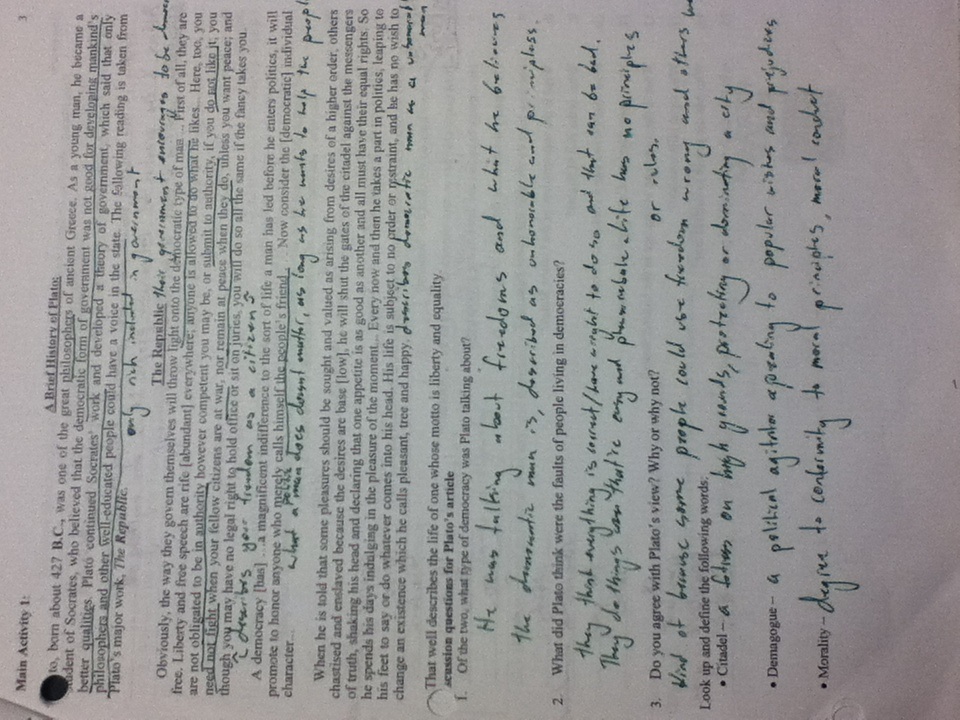 Main Activity 1:
3
A Brief History of Plato:
to, born about 427 B.C., was one of the great philosophers of ancient Greece. As a young man, he became a
student of Socrates, who believed that the democratic form of government was not good for developing mankind's
better qualities. Plato continued Socrates' work and developed a theory of government, which said that only
philosophers and other well-educated people could have a voice in the state. The following reading is taken from
Plato's major work, The Republic.
only rich included in government
The Republic their government encourages to be democ
Obviously, the way they govern themselves will throw light onto the democratic type of man ... First of all, they are
free. Liberty and free speech are rife [abundant] everywhere; anyone is allowed to do what he likes... Here, too, you
are not obligated to be in authority however competent you may be, or submit to authority, if you do not like it; you
need not fight when your fellow citizens are at war, nor remain at peace when they do, unless you want peace; and
though you may have no legal right to hold office or sit on juries, you will do so all the same if the fancy takes you.
describes your freedom as a citizen
A democracy [has] ...a magnificent indifference to the sort of life a man has led before he enters politics, it will
promote to honor anyone who merely calls himself the people's friend... Now consider the [democratic] individual
character...
what a man does doesnt matter, as long as he wants to help the peopl
When he is told that some pleasures should be sought and valued as arising from desires of a higher order, others
chastised and enslaved because the desires are base [low], he will shut the gates of the citadel against the messengers
of truth, shaking his head and declaring that one appetite is as good as another and all must have their equal rights. So
he spends his days indulging in the pleasure of the moment... Every now and then he takes a part in politics, leaping to
his feet to say or do whatever comes into his head. His life is subject to no order or restraint, and he has no wish to
change an existence which he calls pleasant, tree and happy. describes democratic man as a unhonorabl
man
That well describes the life of one whose motto is liberty and equality.
scussion questions for Plato's article
1. Of the two, what type of democracy was Plato talking about?
He was talking about freedoms and what he believes
the democratic man is, described as unhonorable and
2. What did Plato think were the faults of people living in democracies?
they think everything is correct/have a right to do so and that can be bad.
They do things that're easy and a life has no principles
or rules.
3. Do you agree with Plato's view? Why or why not?
Kind of because some people could use freedom wrong and others
Look up and define the following words:
• Citadel – a on high grounds, protecting or dominating a city
• Demagogue – a political agitator appealing to popular wishes and prejudices
• Morality – degree to conformity to moral principles, moral conduct